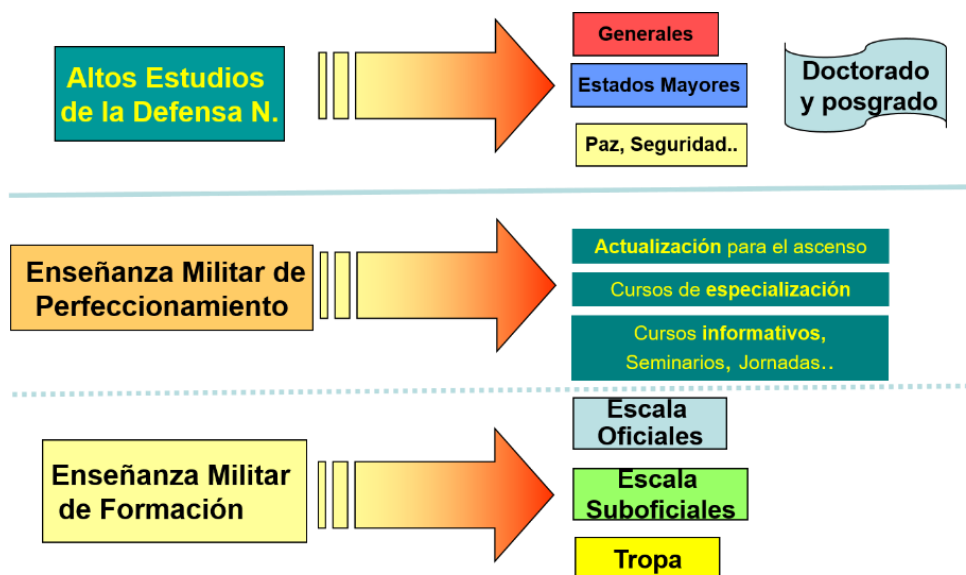 Altos Estudios
de la Defensa N.
Generales
Estados Mayores
Paz, Seguridad..
Doctorado
y posgrado
Enseñanza Militar de
Perfeccionamiento
Actualización para el ascenso
Cursos de especialización
Cursos informativos,
Seminarios, Jornadas..
Enseñanza Militar
de Formación
Escala
Oficiales
Escala
Suboficiales
Tropa